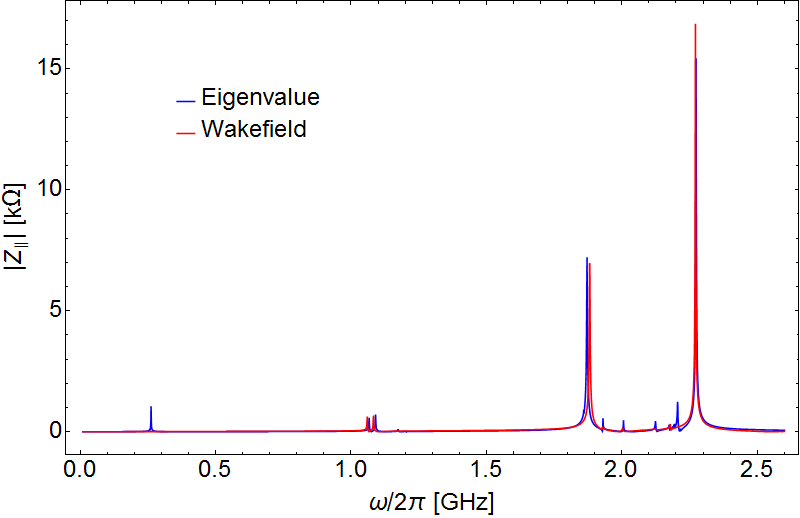 Eigenvalue
Wakefield
|Z∥| [kΩ]
15
10
5
0
0.0 0.5 1.0 1.5 2.0 2.5
ω/2π [GHz]